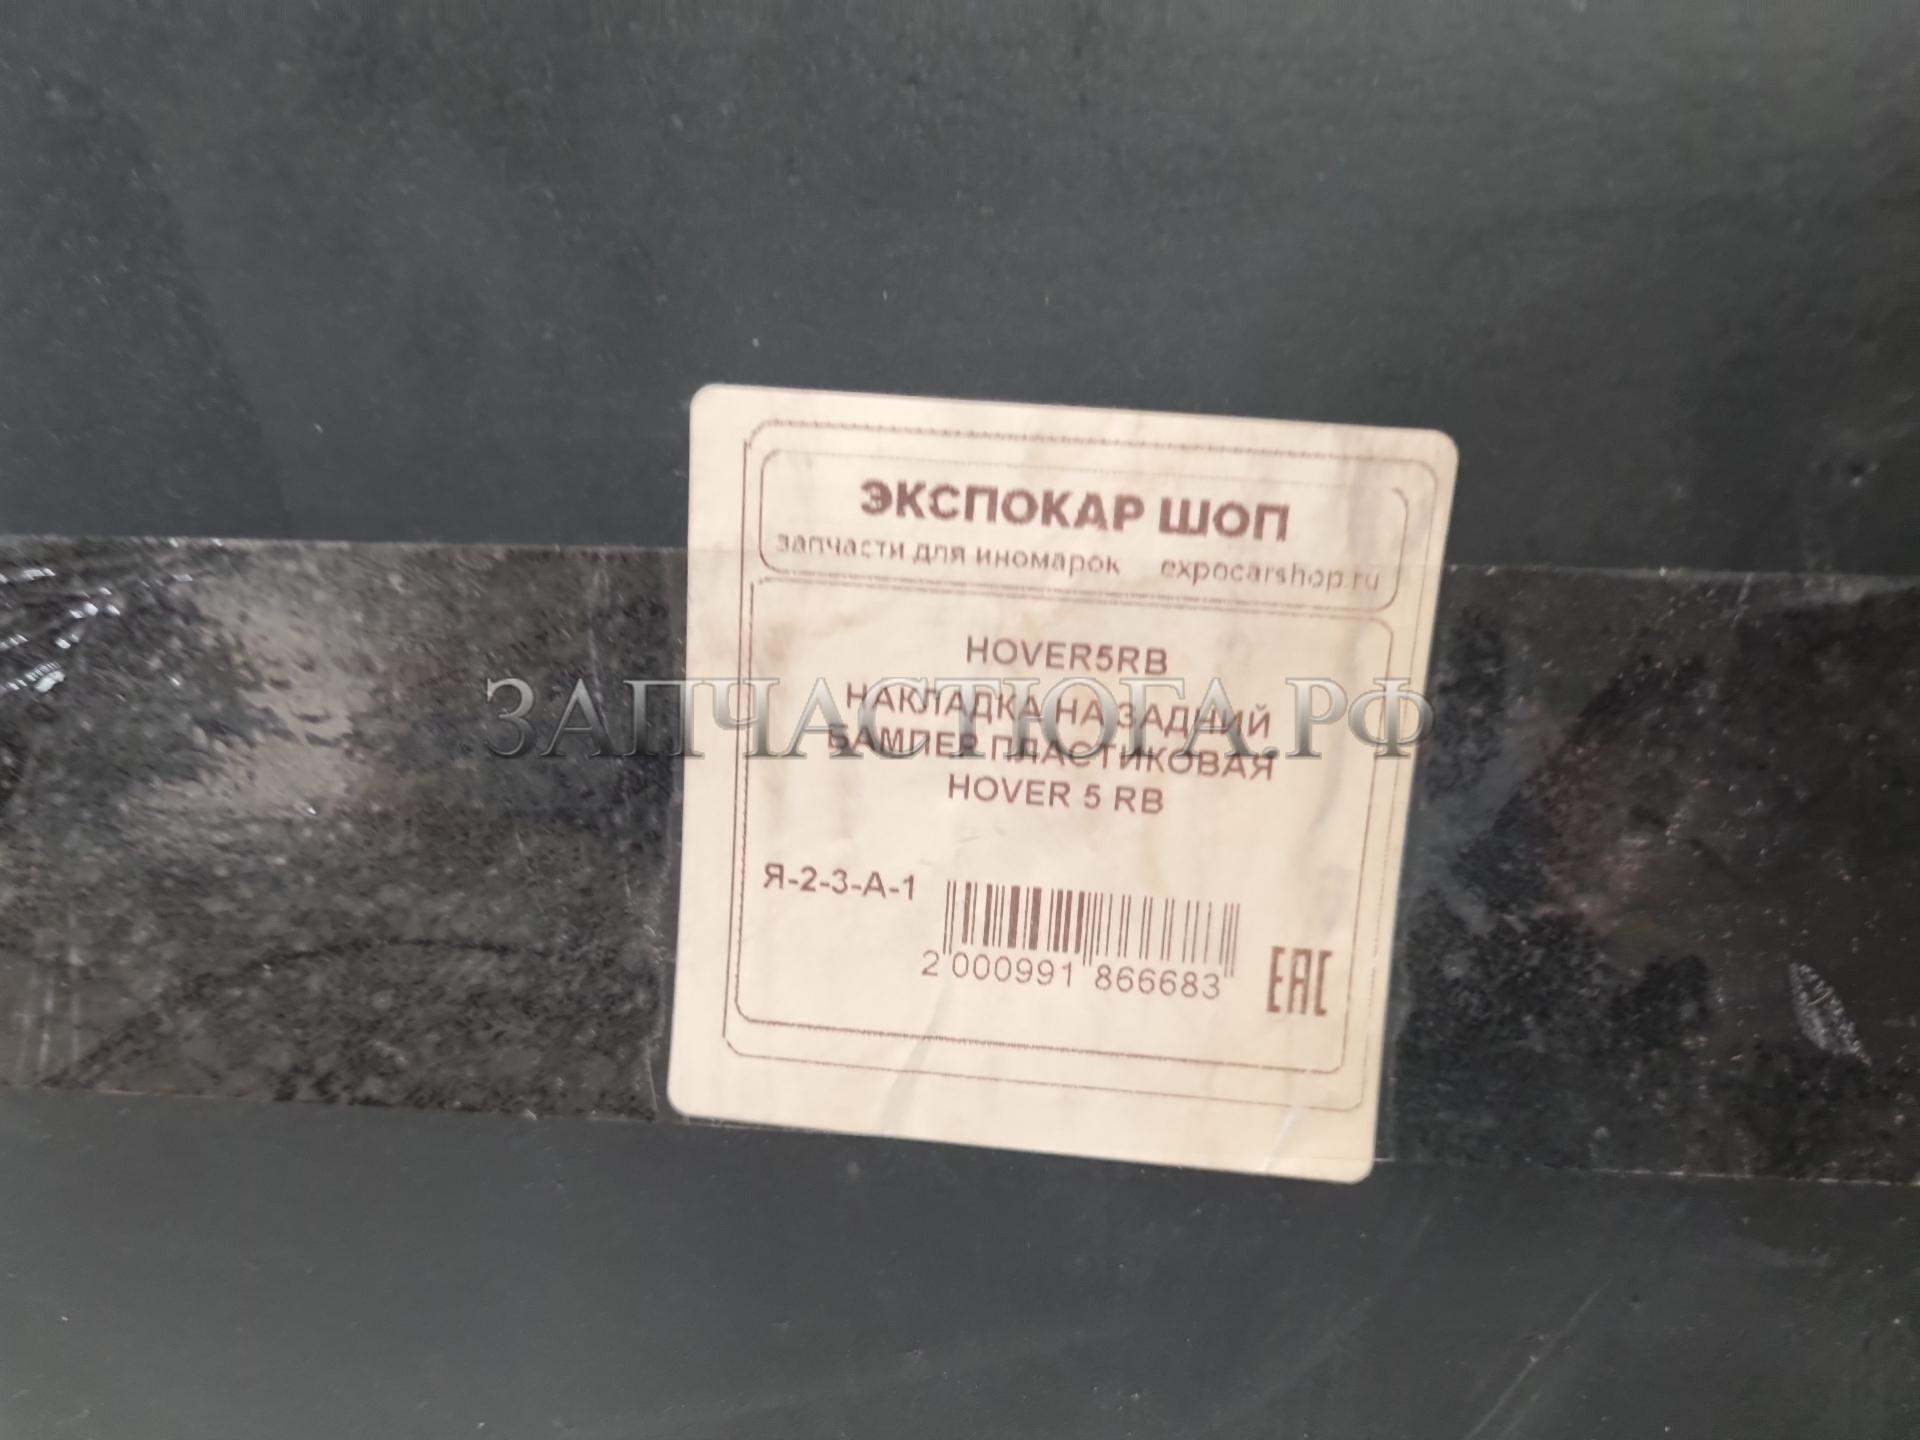 ЭКСПОКАР ШОП
запчасти для иномарок expocarshop.ru
HOVER5RB
НАКЛАДКА НА ЗАДНИЙ
БАМПЕР ПЛАСТИКОВАЯ
HOVER 5 RB
ЗАПЧАСТЮГА.РФ
Я-2-3-А-1
2 000991 866683
EAC